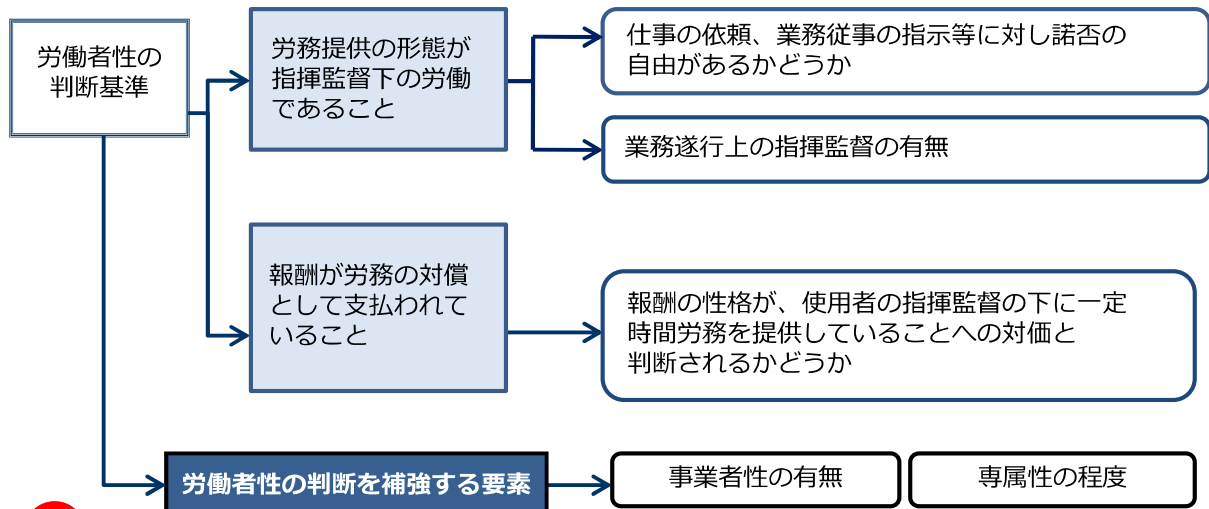 労働者性の
判断基準
労務提供の形態が
指揮監督下の労働
であること
仕事の依頼、業務従事の指示等に対し諾否の
自由があるかどうか
業務遂行上の指揮監督の有無
報酬が労務の対償
として支払われて
いること
報酬の性格が、使用者の指揮監督の下に一定
時間労務を提供していることへの対価と
判断されるかどうか
労働者性の判断を補強する要素
事業者性の有無
専属性の程度